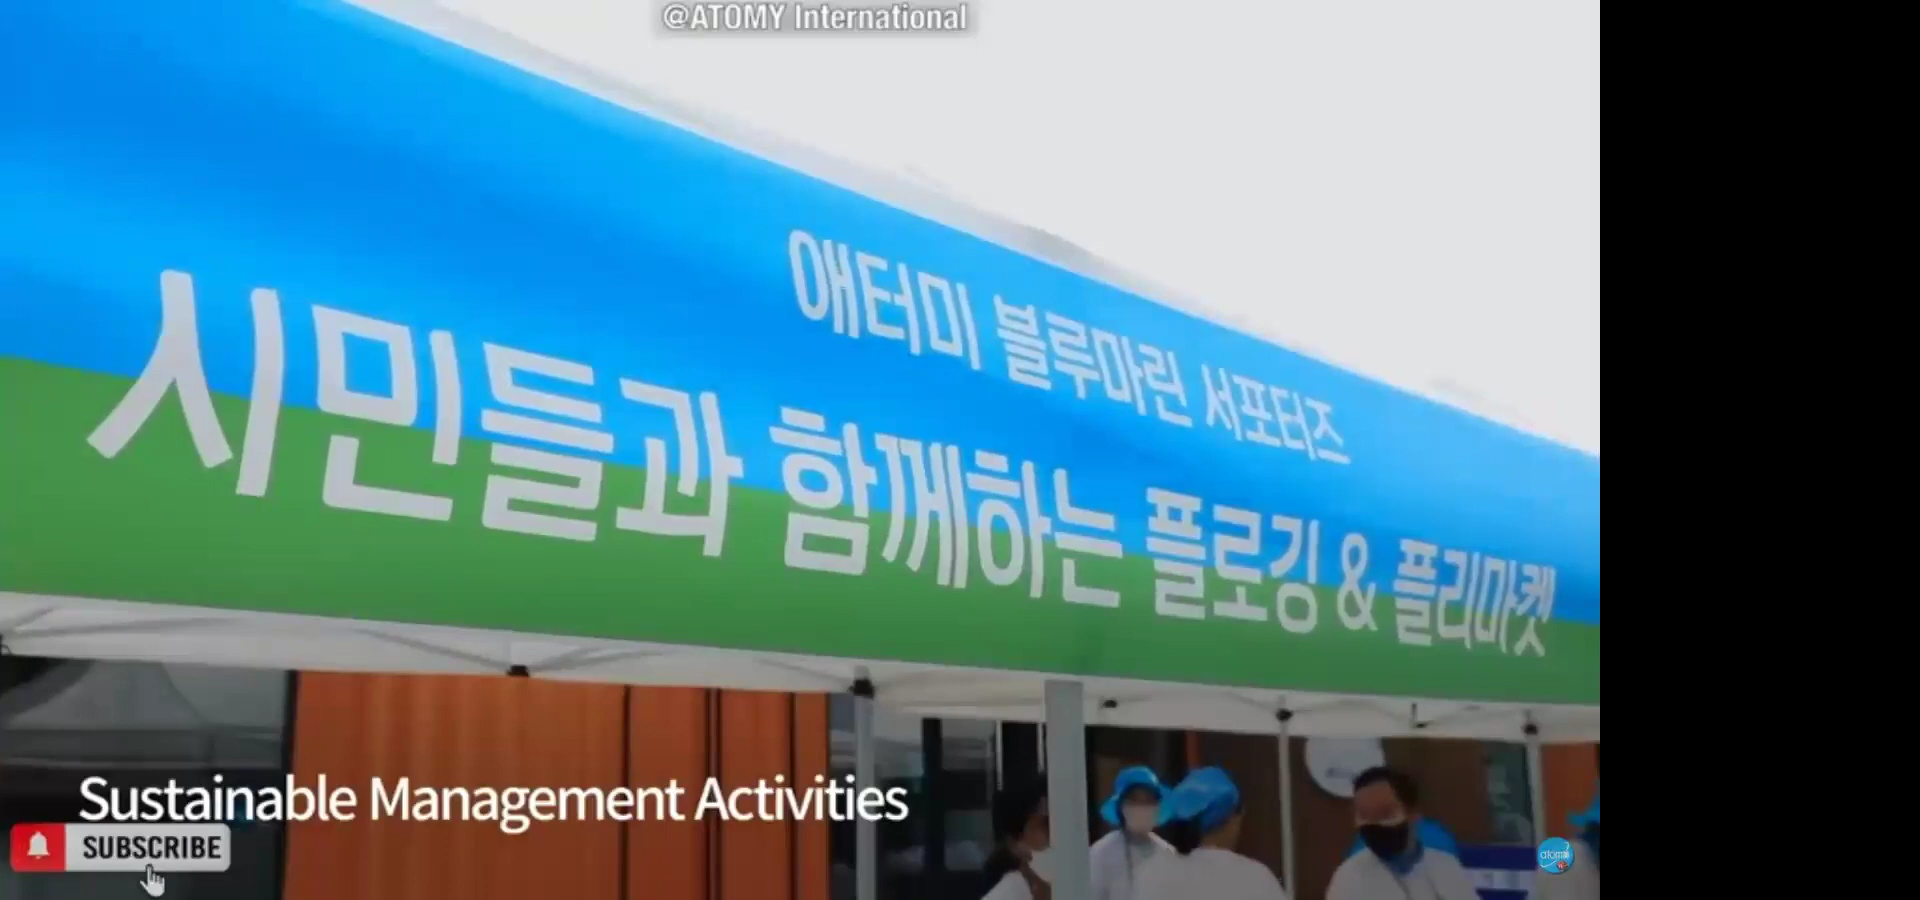 @ATOMY International
애터미 블루마린 서포터즈
시민들과 함께하는 플로깅 & 플리마켓
Sustainable Management Activities
SUBSCRIBE
atomy